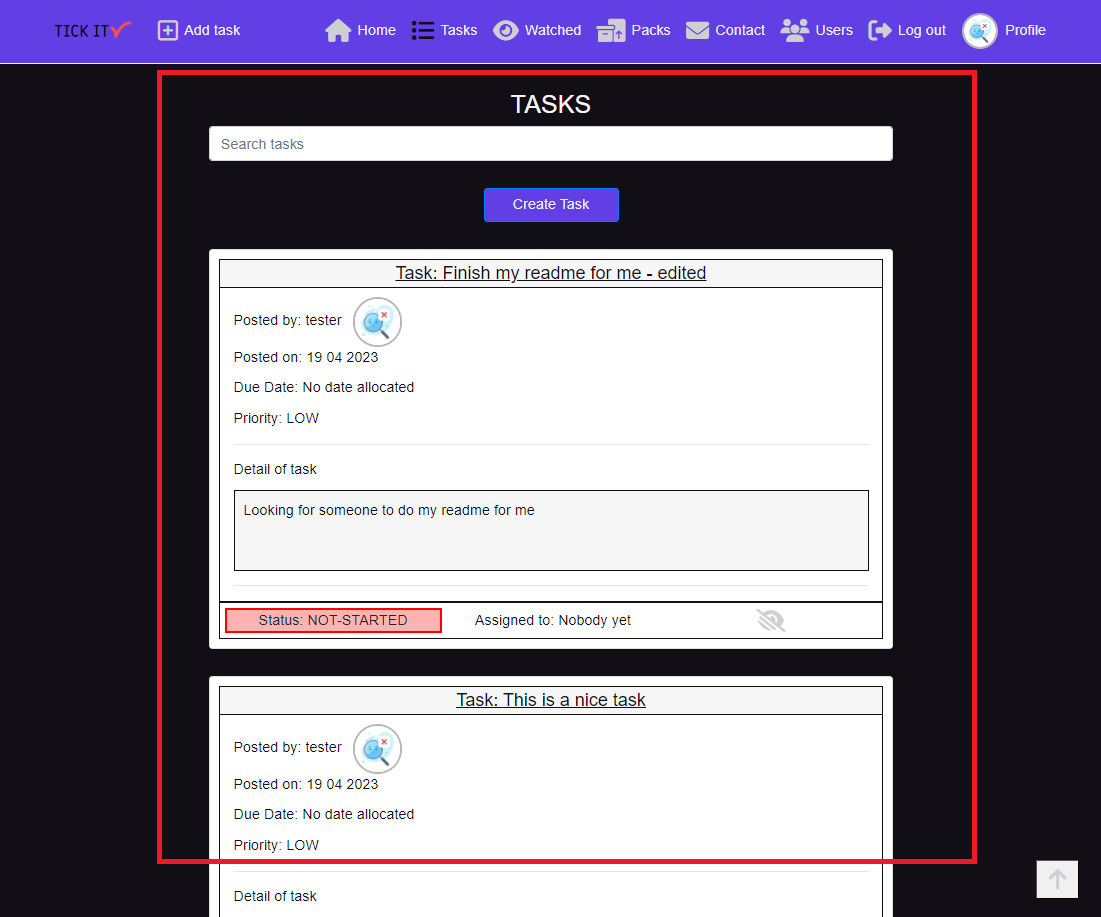 TICK IT Add task Home Tasks Watched Packs Contact Users Log out Profile
TASKS
Search tasks
Create Task
Task: Finish my readme for me - edited
Posted by: tester
Posted on: 19 04 2023
Due Date: No date allocated
Priority: LOW
Detail of task
Looking for someone to do my readme for me
Status: NOT-STARTED Assigned to: Nobody yet
Task: This is a nice task
Posted by: tester
Posted on: 19 04 2023
Due Date: No date allocated
Priority: LOW
Detail of task